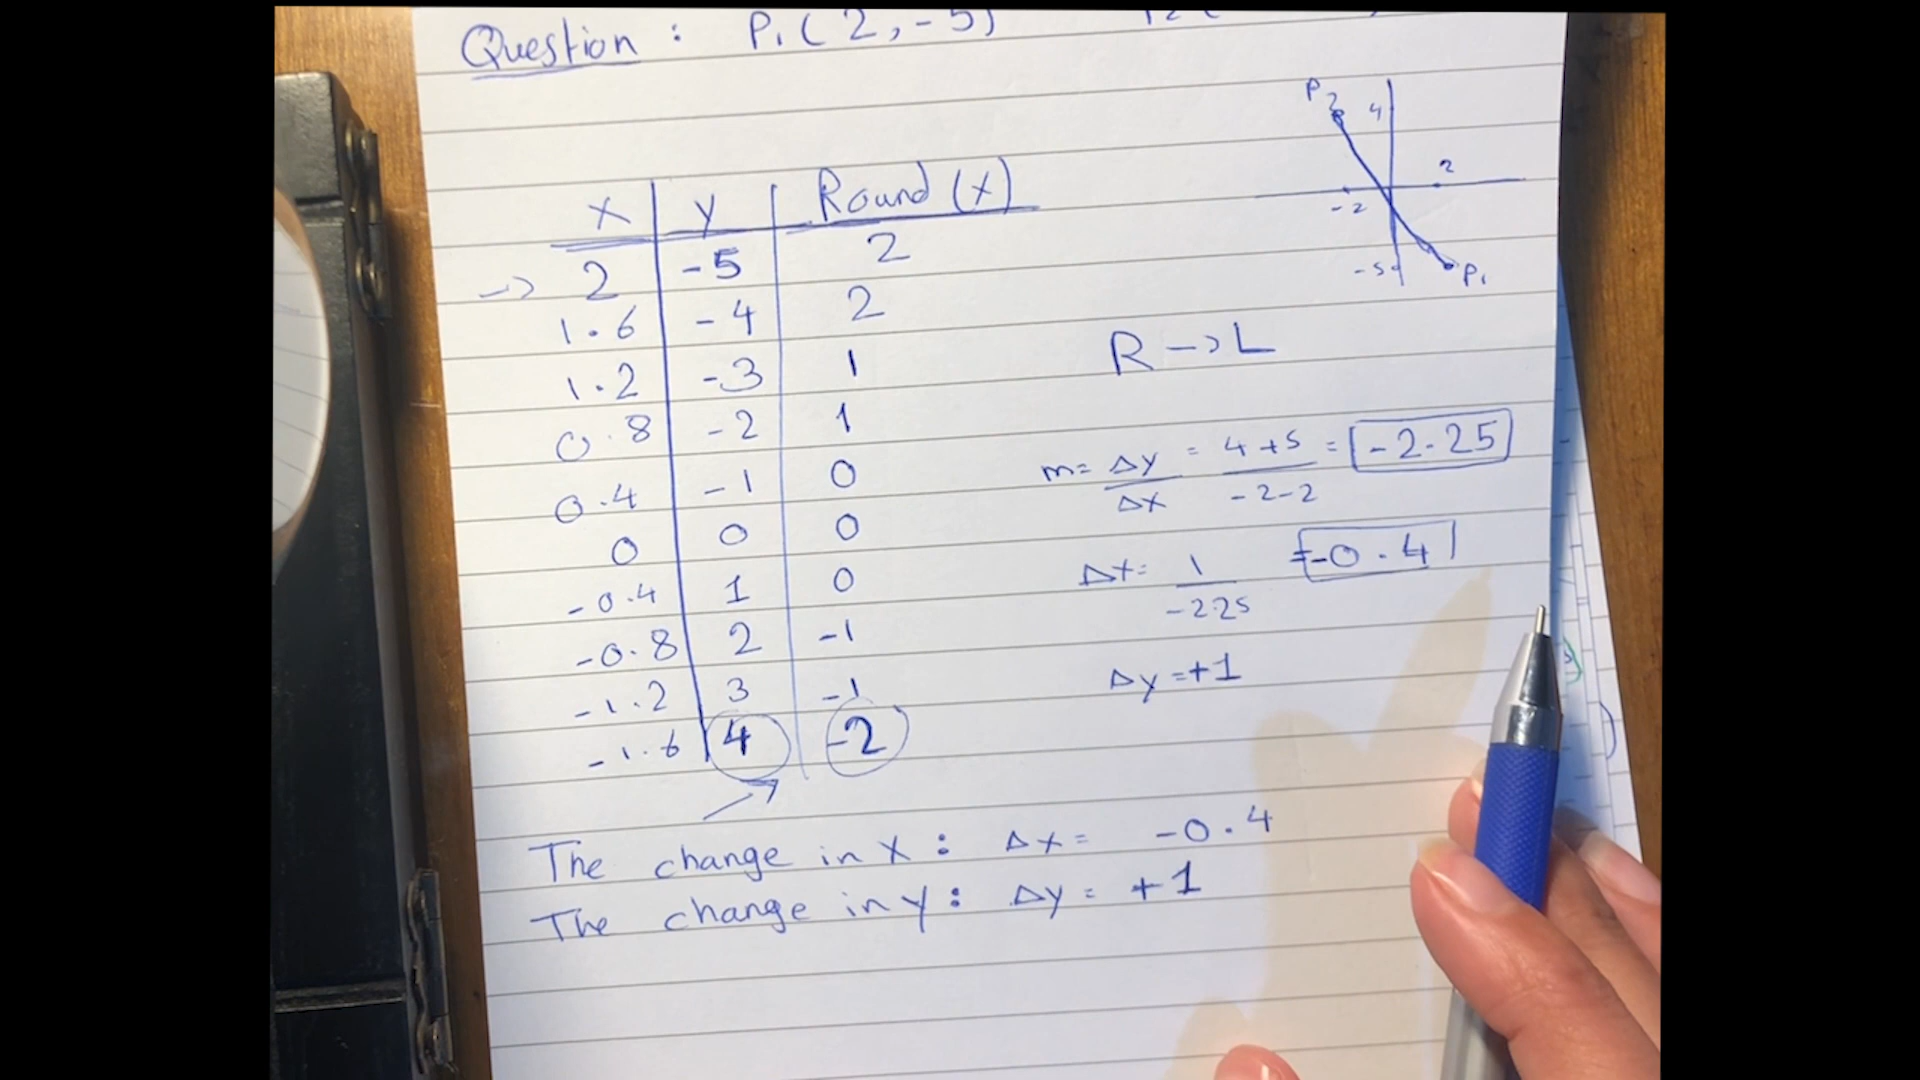 Question : P1 ( 2 , - 5 )
x y Round (x)
-> 2 -5 2
1.6 -4 2
1.2 -3 1
0.8 -2 1
0.4 -1 0
0 0 0
-0.4 1 0
-0.8 2 -1
-1.2 3 -1
-1.6 4 -2
P2 4
2
-2
-5 P1
R -> L
m = Δy / Δx = 4+5 / -2-2 = -2.25
Δx = 1 / -2.25 = -0.4
Δy = +1
The change in x : Δx = -0.4
The change in y : Δy = +1